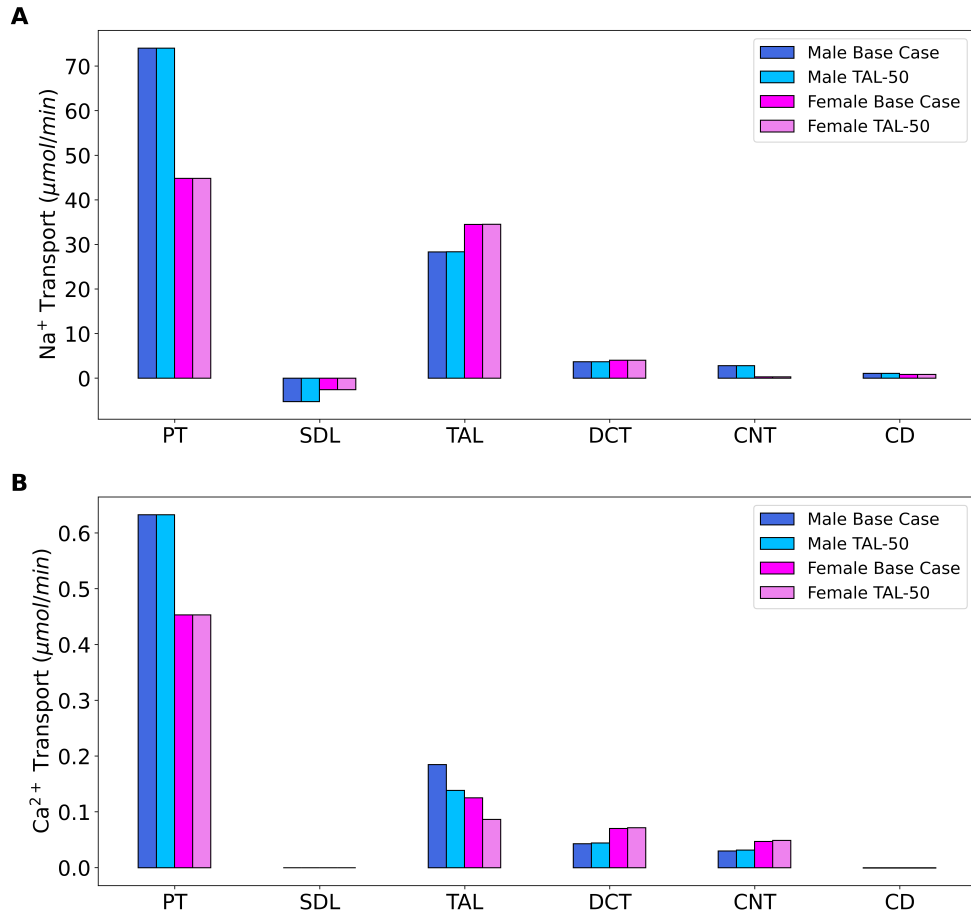 A
Na⁺ Transport (μmol/min)
70
60
50
40
30
20
10
0
Male Base Case
Male TAL-50
Female Base Case
Female TAL-50
PT SDL TAL DCT CNT CD
B
Ca²⁺ Transport (μmol/min)
0.6
0.5
0.4
0.3
0.2
0.1
0.0
Male Base Case
Male TAL-50
Female Base Case
Female TAL-50
PT SDL TAL DCT CNT CD